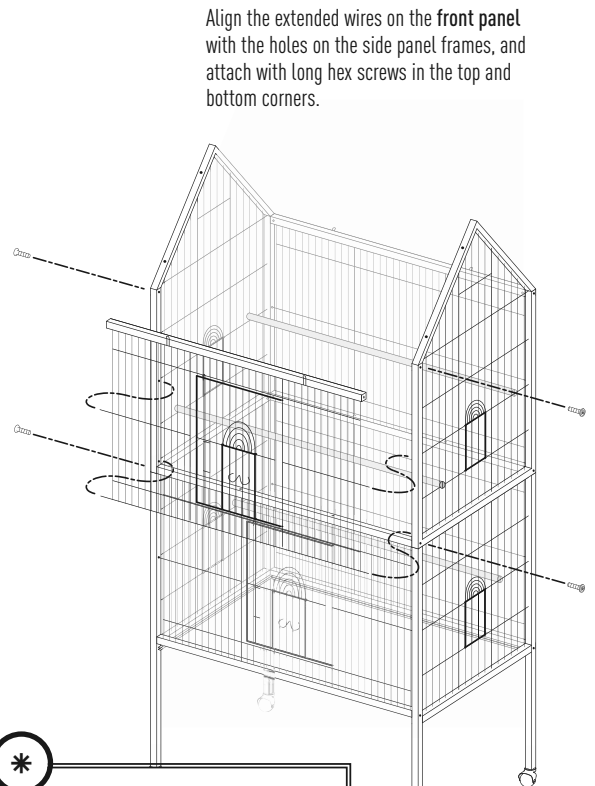 Align the extended wires on the front panel
with the holes on the side panel frames, and
attach with long hex screws in the top and
bottom corners.